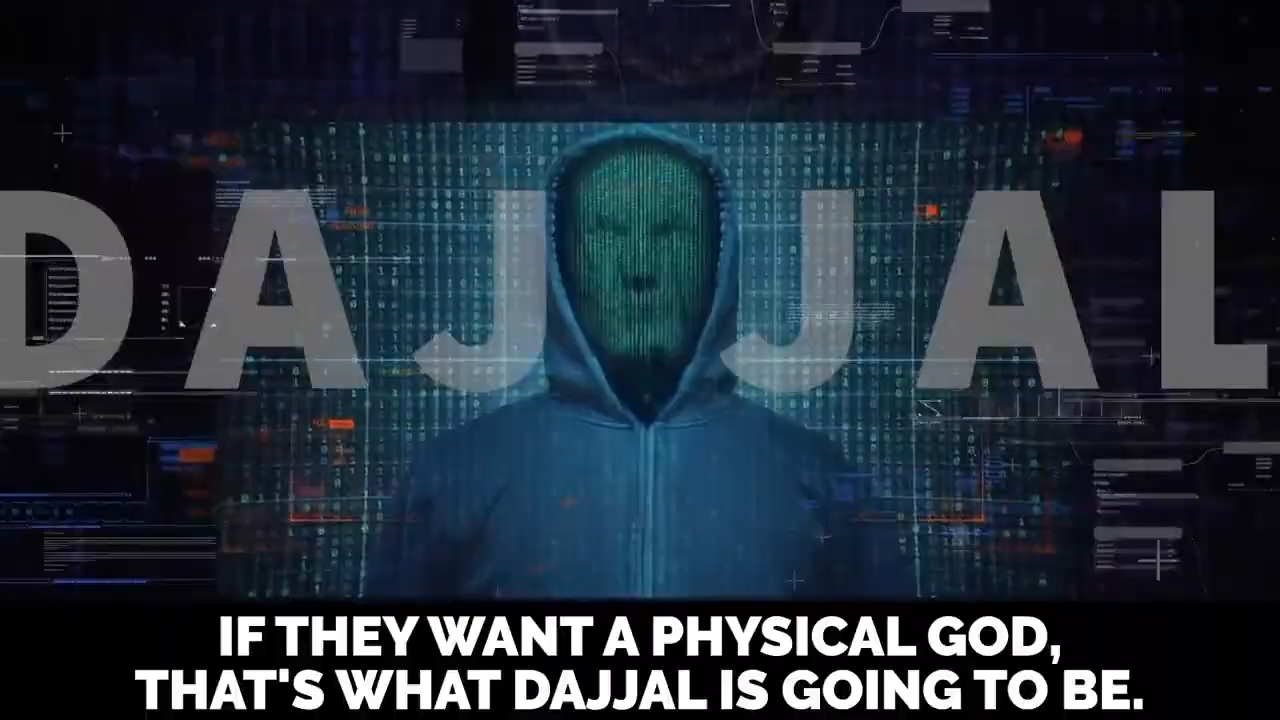 DAJJAL
IF THEY WANT A PHYSICAL GOD,
THAT'S WHAT DAJJAL IS GOING TO BE.